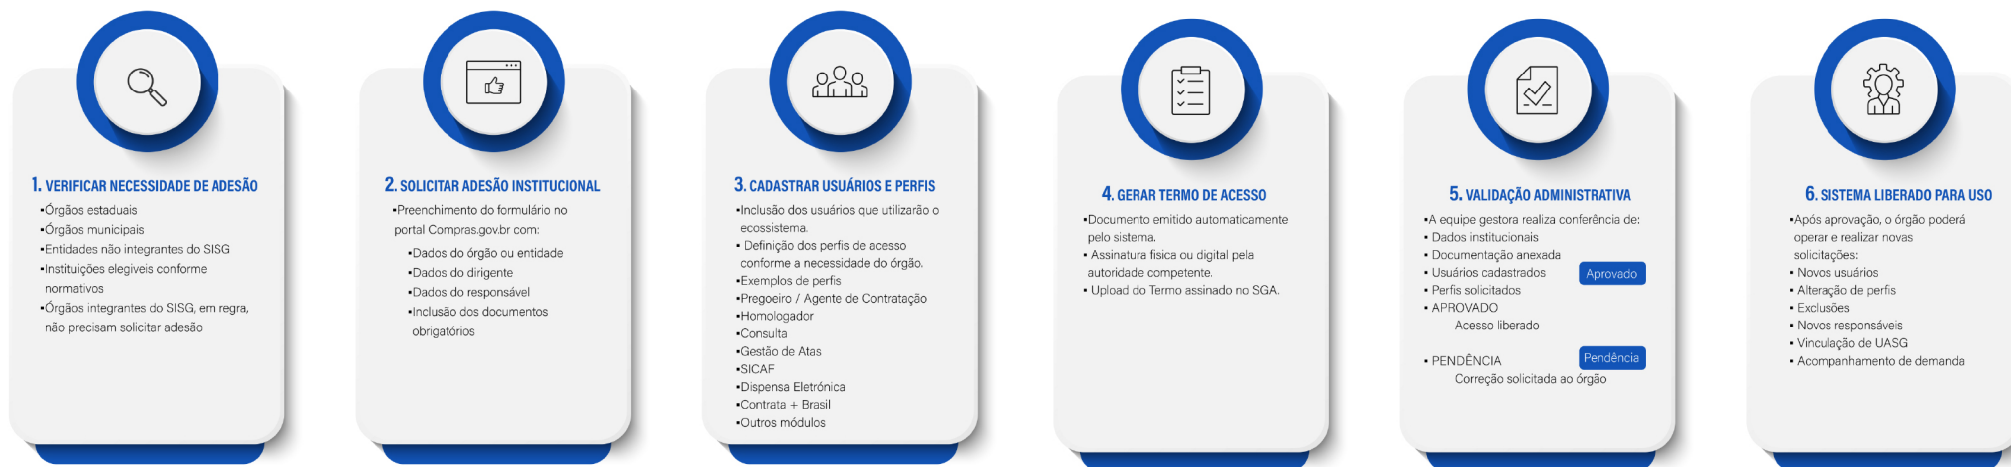 1. VERIFICAR NECESSIDADE DE ADESÃO
▪Órgãos estaduais
▪Órgãos municipais
▪Entidades não integrantes do SISG
▪Instituições elegiveis conforme
normativos
▪Órgãos integrantes do SISG, em regra,
não precisam solicitar adesão
2. SOLICITAR ADESÃO INSTITUCIONAL
▪Preenchimento do formulário no
portal Compras.gov.br com:
▪Dados do órgão ou entidade
▪Dados do dirigente
▪Dados do responsável
▪Inclusão dos documentos
obrigatórios
3. CADASTRAR USUÁRIOS E PERFIS
▪Inclusão dos usuários que utilizarão o
ecossistema.
▪ Definição dos perfis de acesso
conforme a necessidade do órgão.
▪Exemplos de perfis
▪Pregoeiro / Agente de Contratação
▪Homologador
▪Consulta
▪Gestão de Atas
▪SICAF
▪Dispensa Eletrónica
▪Contrata + Brasil
▪Outros módulos
4. GERAR TERMO DE ACESSO
▪Documento emitido automaticamente
pelo sistema.
▪ Assinatura fisica ou digital pela
autoridade competente.
▪ Upload do Termo assinado no SGA.
5. VALIDAÇÃO ADMINISTRATIVA
▪A equipe gestora realiza conferência de:
▪ Dados institucionais
▪ Documentação anexada
▪ Usuários cadastrados
Aprovado
▪ Perfis solicitados
▪ APROVADO
Acesso liberado
▪ PENDÊNCIA
Pendência
Correção solicitada ao órgão
6. SISTEMA LIBERADO PARA USO
▪Após aprovação, o órgão poderá
operar e realizar novas
solicitações:
▪ Novos usuários
▪ Alteração de perfis
▪ Exclusões
▪ Novos responsáveis
▪ Vinculação de UASG
▪ Acompanhamento de demanda